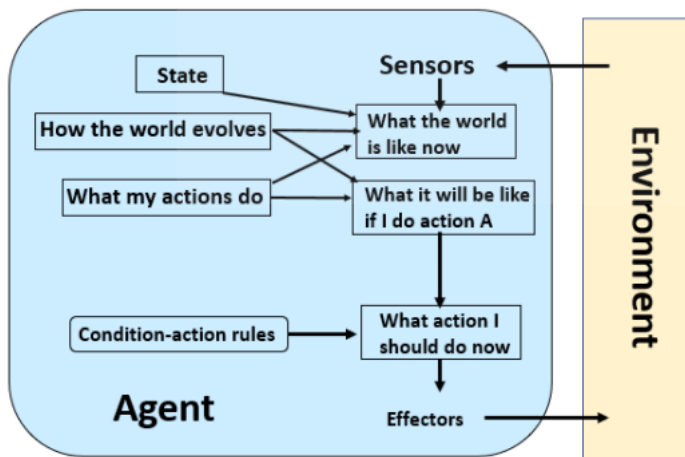 State
Sensors
How the world evolves
What the world
is like now
What my actions do
What it will be like
if I do action A
Condition-action rules
What action I
should do now
Agent
Effectors
Environment